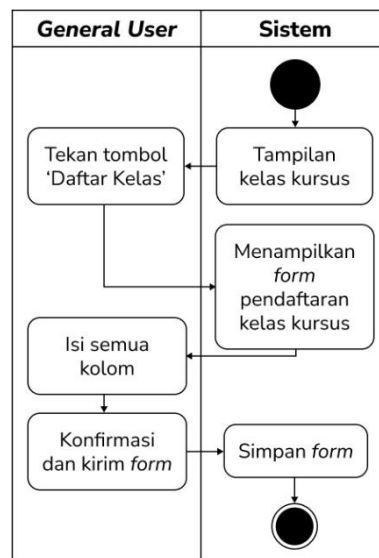 General User
Sistem
Tampilan
kelas kursus
Tekan tombol
‘Daftar Kelas’
Menampilkan
form
pendaftaran
kelas kursus
Isi semua
kolom
Konfirmasi
dan kirim form
Simpan form